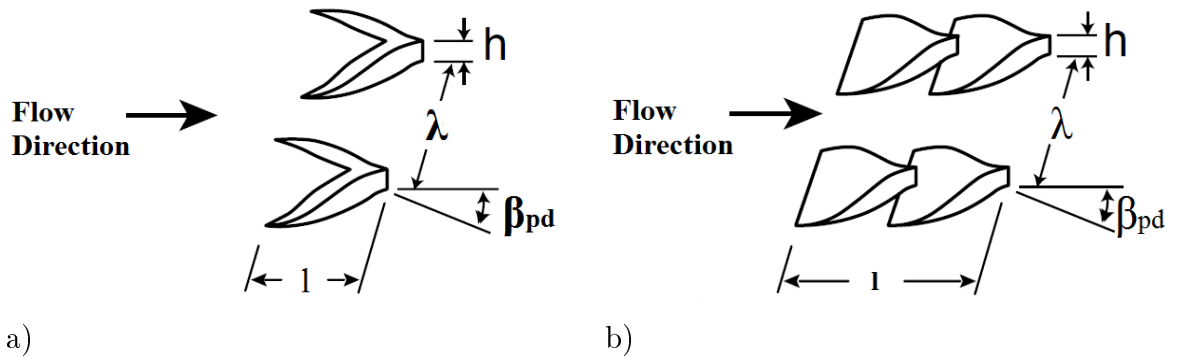 h
Flow
Direction
λ
βpd
l
a)
h
Flow
Direction
λ
βpd
l
b)